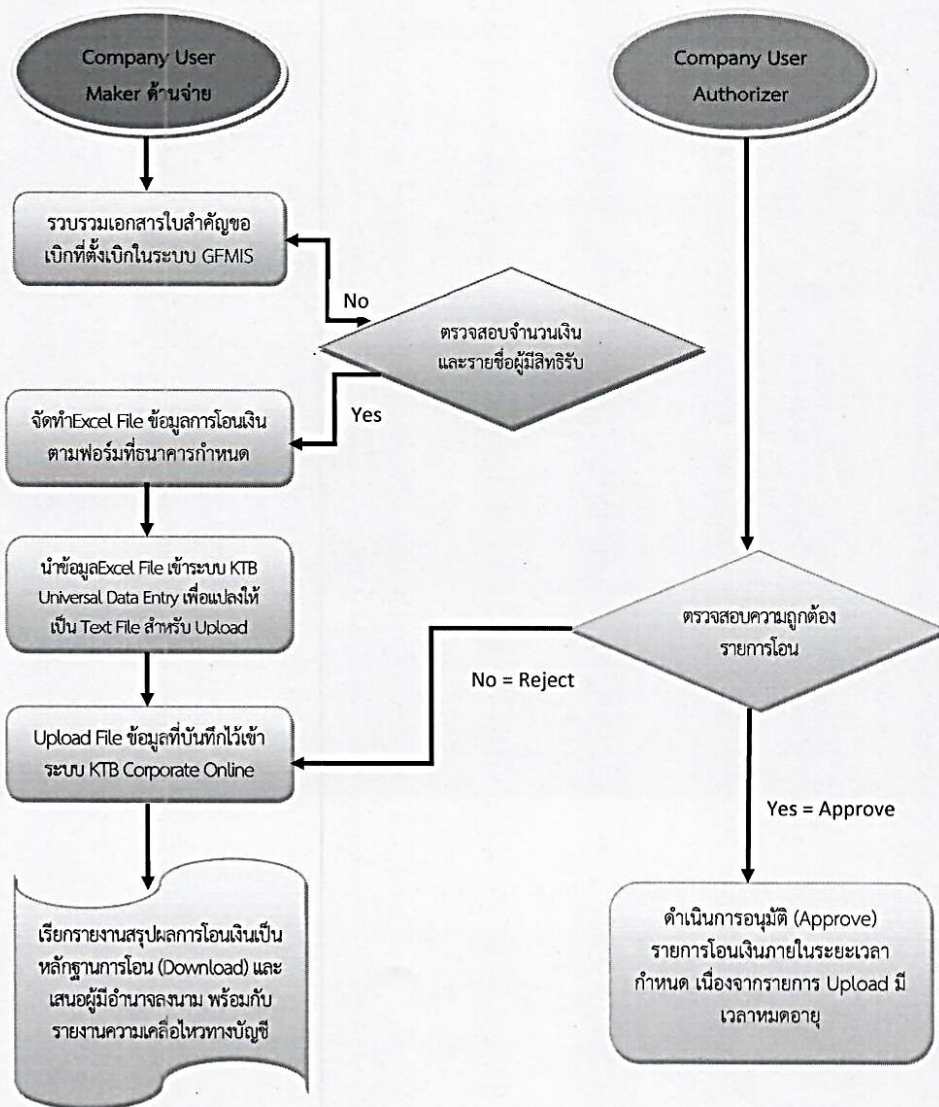 Company User
Maker ด้านจ่าย
Company User
Authorizer
รวบรวมเอกสารใบสำคัญขอ
เบิกที่ตั้งเบิกในระบบ GFMIS
No
ตรวจสอบจำนวนเงิน
และรายชื่อผู้มีสิทธิรับ
Yes
จัดทำExcel File ข้อมูลการโอนเงิน
ตามฟอร์มที่ธนาคารกำหนด
นำข้อมูลExcel File เข้าระบบ KTB
Universal Data Entry เพื่อแปลงให้
เป็น Text File สำหรับ Upload
ตรวจสอบความถูกต้อง
รายการโอน
No = Reject
Upload File ข้อมูลที่บันทึกไว้เข้า
ระบบ KTB Corporate Online
Yes = Approve
เรียกรายงานสรุปผลการโอนเงินเป็น
หลักฐานการโอน (Download) และ
เสนอผู้มีอำนาจลงนาม พร้อมกับ
รายงานความเคลื่อไหวทางบัญชี
ดำเนินการอนุมัติ (Approve)
รายการโอนเงินภายในระยะเวลา
กำหนด เนื่องจากรายการ Upload มี
เวลาหมดอายุ